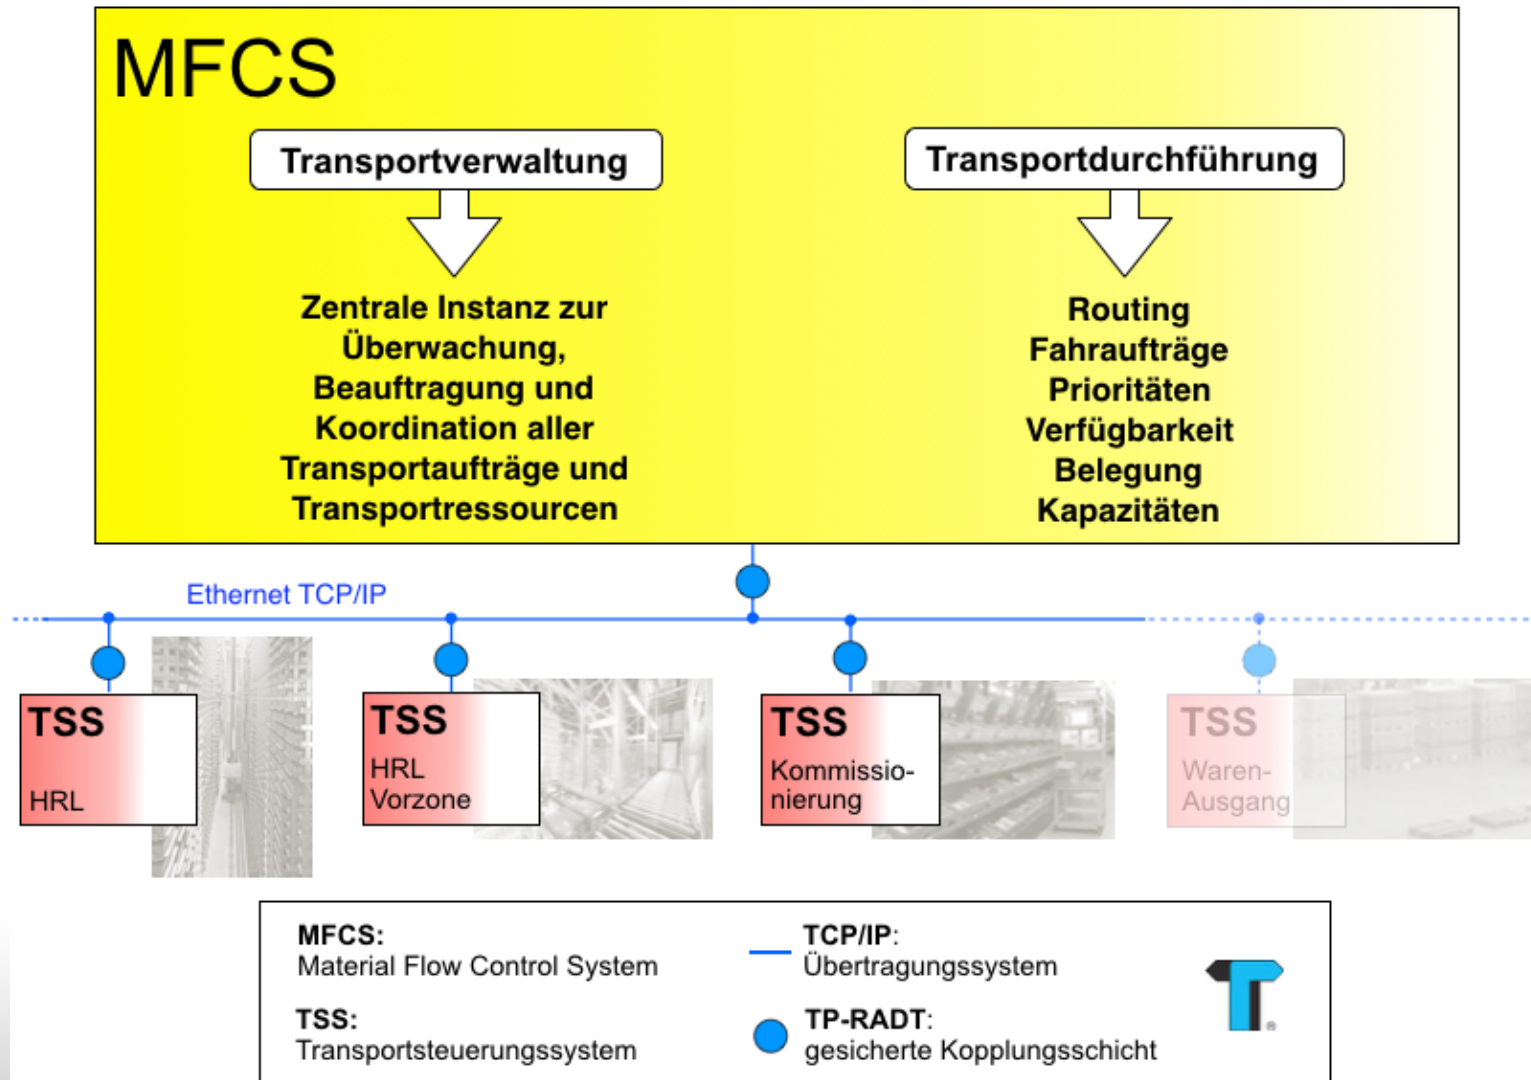 MFCS
Transportverwaltung
Zentrale Instanz zur
Überwachung,
Beauftragung und
Koordination aller
Transportaufträge und
Transportressourcen
Transportdurchführung
Routing
Fahraufträge
Prioritäten
Verfügbarkeit
Belegung
Kapazitäten
Ethernet TCP/IP
TSS
HRL
TSS
HRL
Vorzone
TSS
Kommissio-
nierung
TSS
Waren-
Ausgang
MFCS:
Material Flow Control System
TSS:
Transportsteuerungssystem
TCP/IP:
Übertragungssystem
TP-RADT:
gesicherte Kopplungsschicht
®